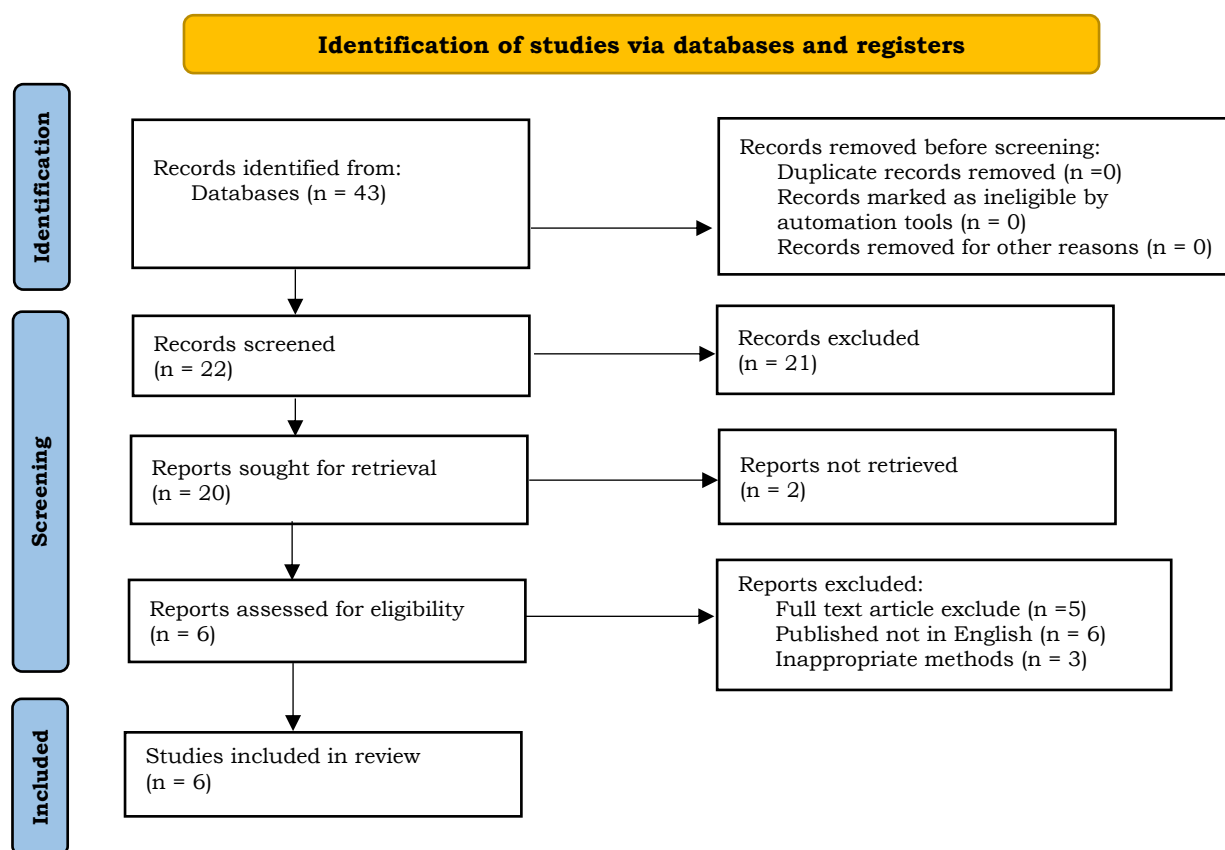 Identification of studies via databases and registers
Identification
Records identified from:
Databases (n = 43)
Records removed before screening:
Duplicate records removed (n =0)
Records marked as ineligible by
automation tools (n = 0)
Records removed for other reasons (n = 0)
Screening
Records screened
(n = 22)
Records excluded
(n = 21)
Reports sought for retrieval
(n = 20)
Reports not retrieved
(n = 2)
Reports assessed for eligibility
(n = 6)
Reports excluded:
Full text article exclude (n =5)
Published not in English (n = 6)
Inappropriate methods (n = 3)
Included
Studies included in review
(n = 6)